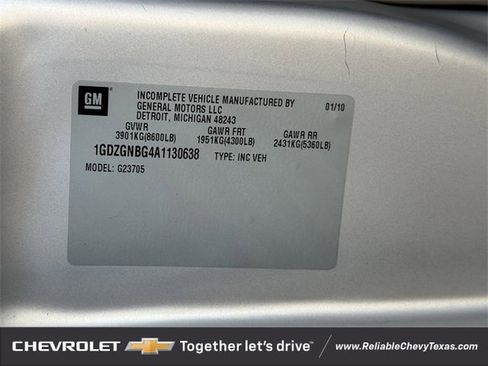 GM
INCOMPLETE VEHICLE MANUFACTURED BY
GENERAL MOTORS LLC
DETROIT, MICHIGAN 48243
01/10
GVWR GAWR FRT GAWR RR
3901KG(8600LB) 1951KG(4300LB) 2431KG(5360LB)
1GDZGNBG4A1130638 TYPE: INC VEH
MODEL: G23705
CHEVROLET Together let's drive™ www.ReliableChevyTexas.com